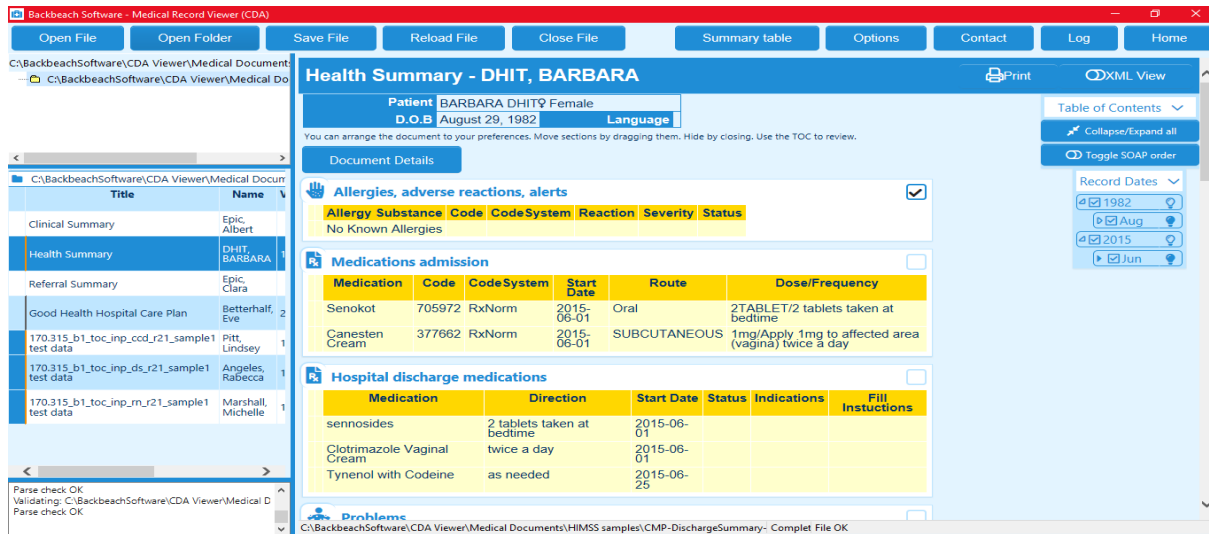 Backbeach Software - Medical Record Viewer (CDA)
Open File Open Folder Save File Reload File Close File Summary table Options Contact Log Home
C:\BackbeachSoftware\CDA Viewer\Medical Document:
C:\BackbeachSoftware\CDA Viewer\Medical Do
C:\BackbeachSoftware\CDA Viewer\Medical Docum
Title Name V
Clinical Summary Epic, Albert
Health Summary DHIT, BARBARA 1
Referral Summary Epic, Clara
Good Health Hospital Care Plan Betterhalf, Eve 2
170.315_b1_toc_inp_ccd_r21_sample1 test data Pitt, Lindsey 1
170.315_b1_toc_inp_ds_r21_sample1 test data Angeles, Rabecca 1
170.315_b1_toc_inp_rn_r21_sample1 test data Marshall, Michelle 1
Parse check OK
Validating: C:\BackbeachSoftware\CDA Viewer\Medical D
Parse check OK
Health Summary - DHIT, BARBARA
Print XML View
Patient BARBARA DHIT♀ Female
D.O.B August 29, 1982 Language
You can arrange the document to your preferences. Move sections by dragging them. Hide by closing. Use the TOC to review.
Document Details
Allergies, adverse reactions, alerts
Allergy Substance Code CodeSystem Reaction Severity Status
No Known Allergies
Rx Medications admission
Medication Code CodeSystem Start Date Route Dose/Frequency
Senokot 705972 RxNorm 2015-06-01 Oral 2TABLET/2 tablets taken at bedtime
Canesten Cream 377662 RxNorm 2015-06-01 SUBCUTANEOUS 1mg/Apply 1mg to affected area (vagina) twice a day
Rx Hospital discharge medications
Medication Direction Start Date Status Indications Fill Instuctions
sennosides 2 tablets taken at bedtime 2015-06-01
Clotrimazole Vaginal Cream twice a day 2015-06-01
Tynenol with Codeine as needed 2015-06-25
Problems
C:\BackbeachSoftware\CDA Viewer\Medical Documents\HIMSS samples\CMP-DischargeSummary- Complet File OK
Table of Contents
Collapse/Expand all
Toggle SOAP order
Record Dates
1982
Aug
2015
Jun